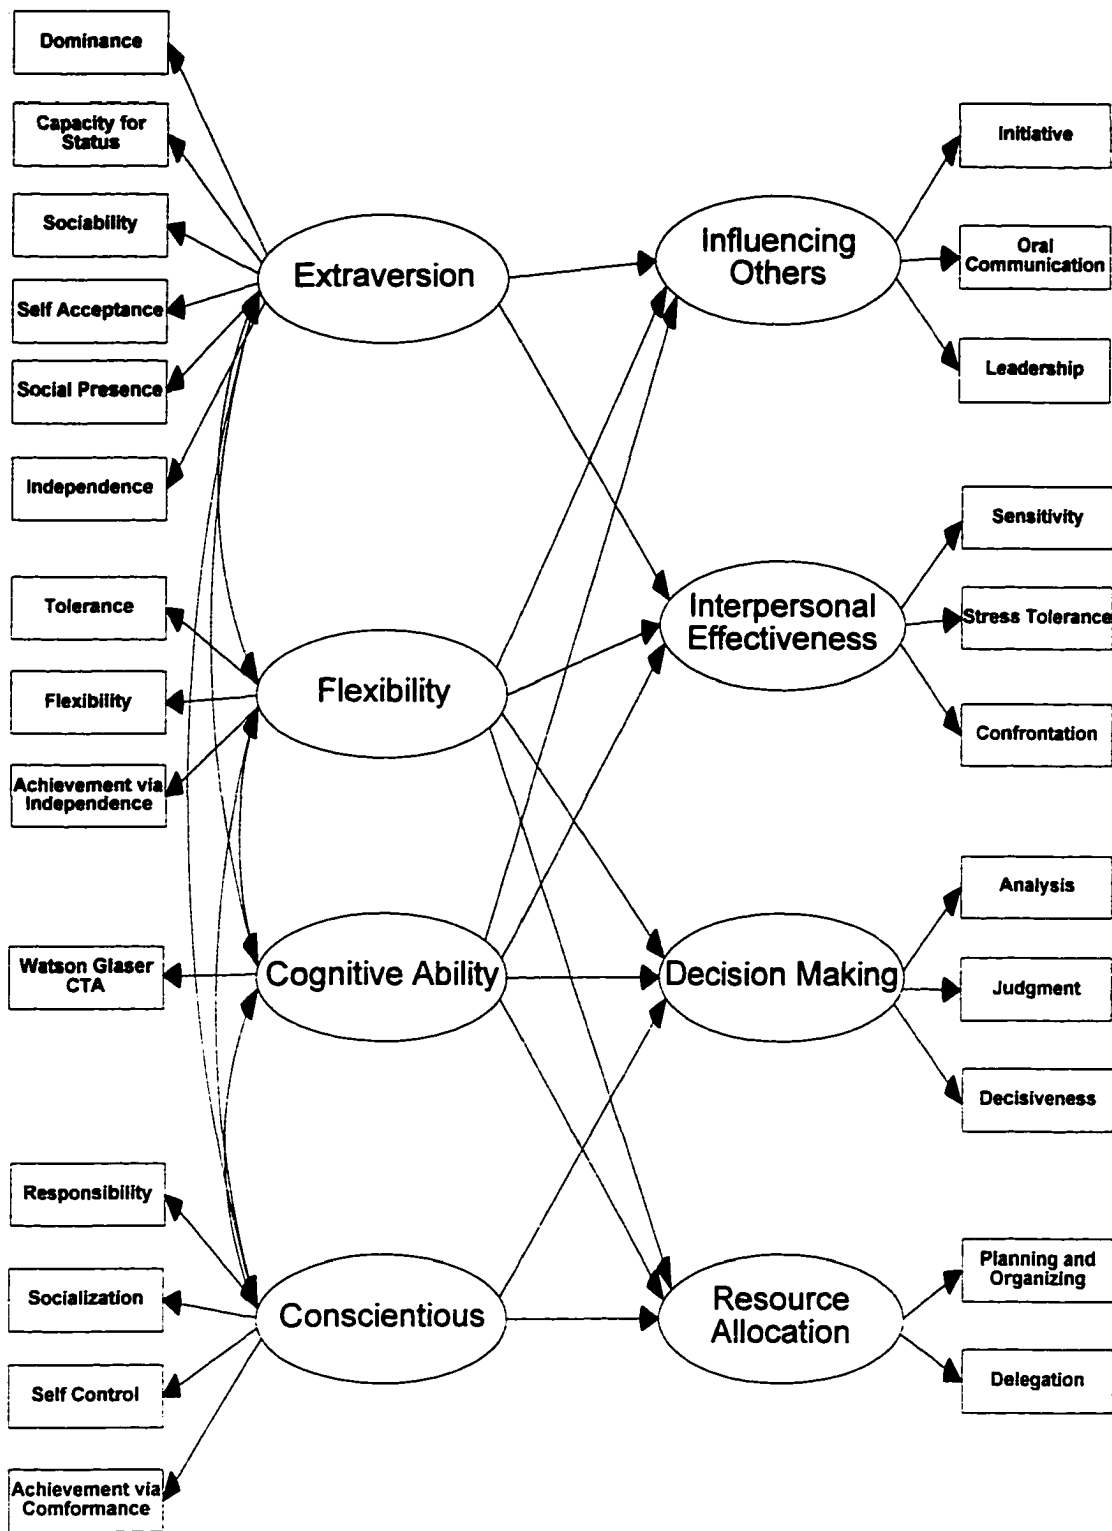 Dominance
Capacity for
Status
Sociability
Self Acceptance
Social Presence
Independence
Tolerance
Flexibility
Achievement via
Independence
Watson Glaser
CTA
Responsibility
Socialization
Self Control
Achievement via
Comformance
Extraversion
Flexibility
Cognitive Ability
Conscientious
Influencing
Others
Interpersonal
Effectiveness
Decision Making
Resource
Allocation
Initiative
Oral
Communication
Leadership
Sensitivity
Stress Tolerance
Confrontation
Analysis
Judgment
Decisiveness
Planning and
Organizing
Delegation